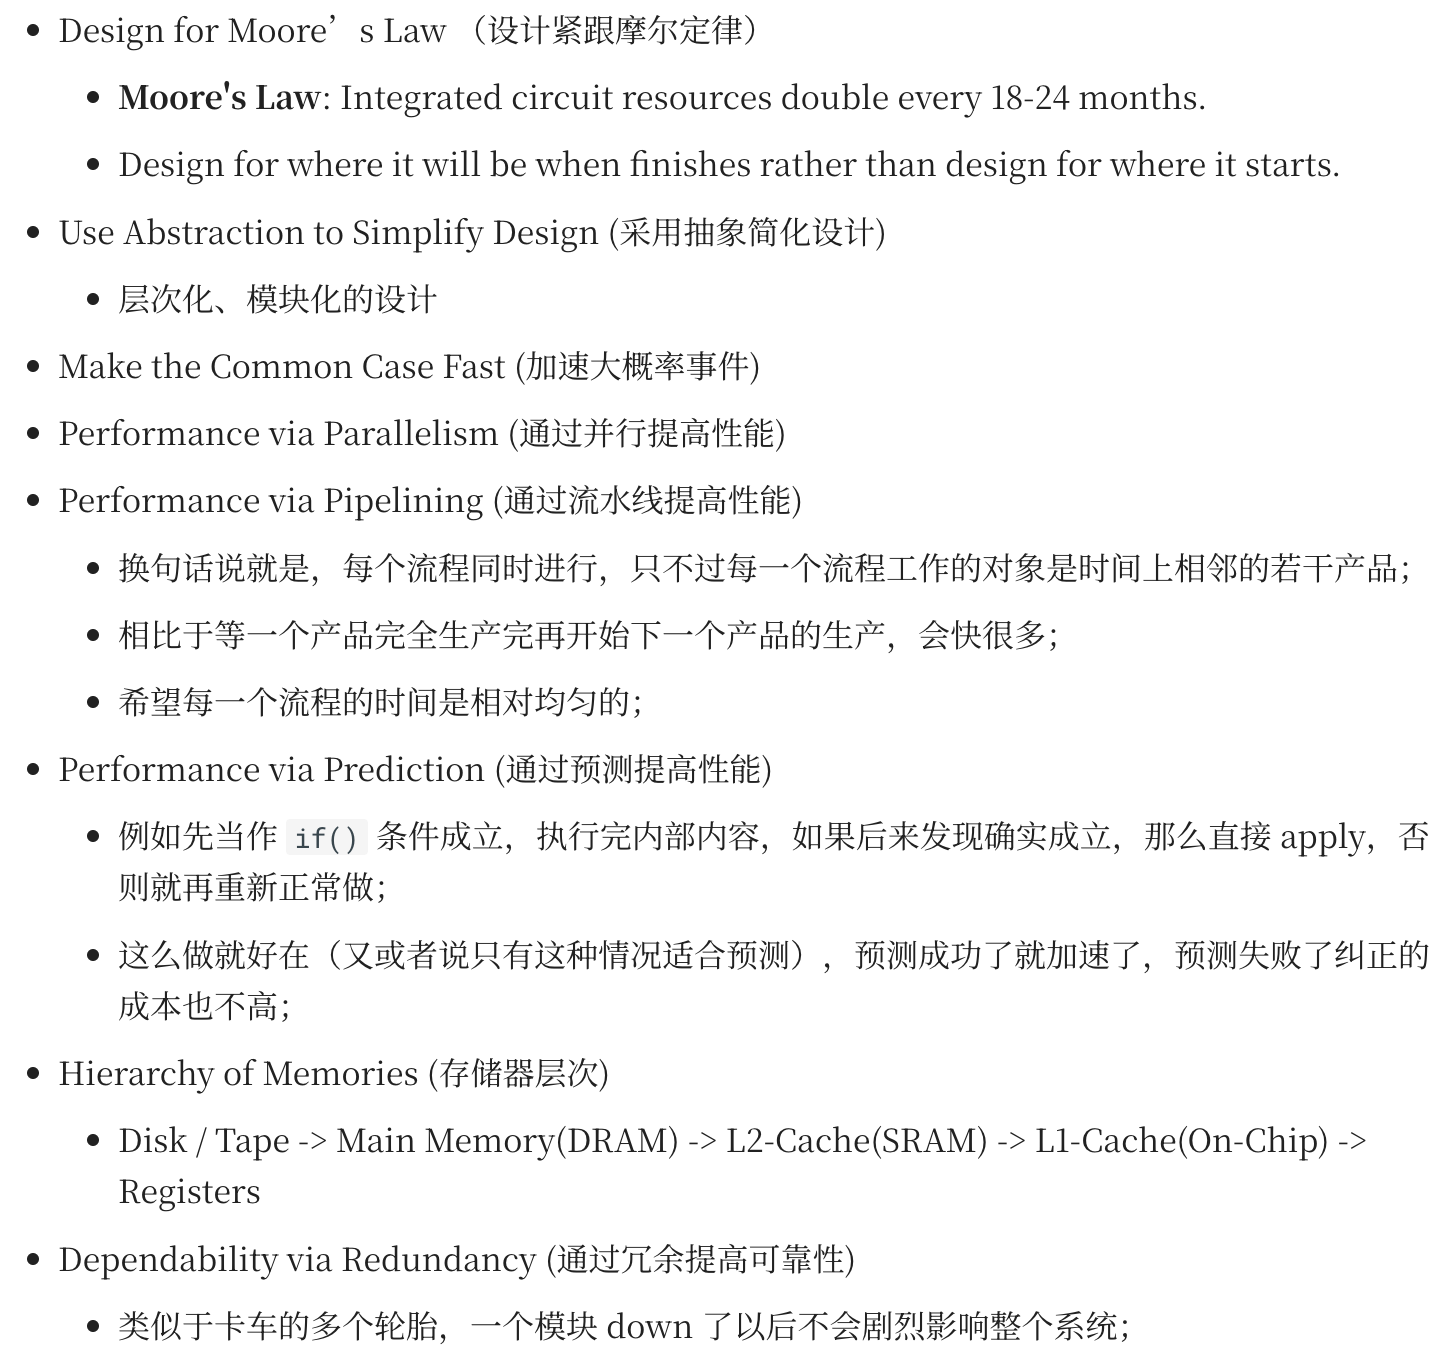 Design for Moore’s Law （设计紧跟摩尔定律）
Moore's Law: Integrated circuit resources double every 18-24 months.
Design for where it will be when finishes rather than design for where it starts.
Use Abstraction to Simplify Design (采用抽象简化设计)
层次化、模块化的设计
Make the Common Case Fast (加速大概率事件)
Performance via Parallelism (通过并行提高性能)
Performance via Pipelining (通过流水线提高性能)
换句话说就是，每个流程同时进行，只不过每一个流程工作的对象是时间上相邻的若干产品；
相比于等一个产品完全生产完再开始下一个产品的生产，会快很多；
希望每一个流程的时间是相对均匀的；
Performance via Prediction (通过预测提高性能)
例如先当作 if() 条件成立，执行完内部内容，如果后来发现确实成立，那么直接 apply，否
则就再重新正常做；
这么做就好在（又或者说只有这种情况适合预测），预测成功了就加速了，预测失败了纠正的
成本也不高；
Hierarchy of Memories (存储器层次)
Disk / Tape -> Main Memory(DRAM) -> L2-Cache(SRAM) -> L1-Cache(On-Chip) ->
Registers
Dependability via Redundancy (通过冗余提高可靠性)
类似于卡车的多个轮胎，一个模块 down 了以后不会剧烈影响整个系统；